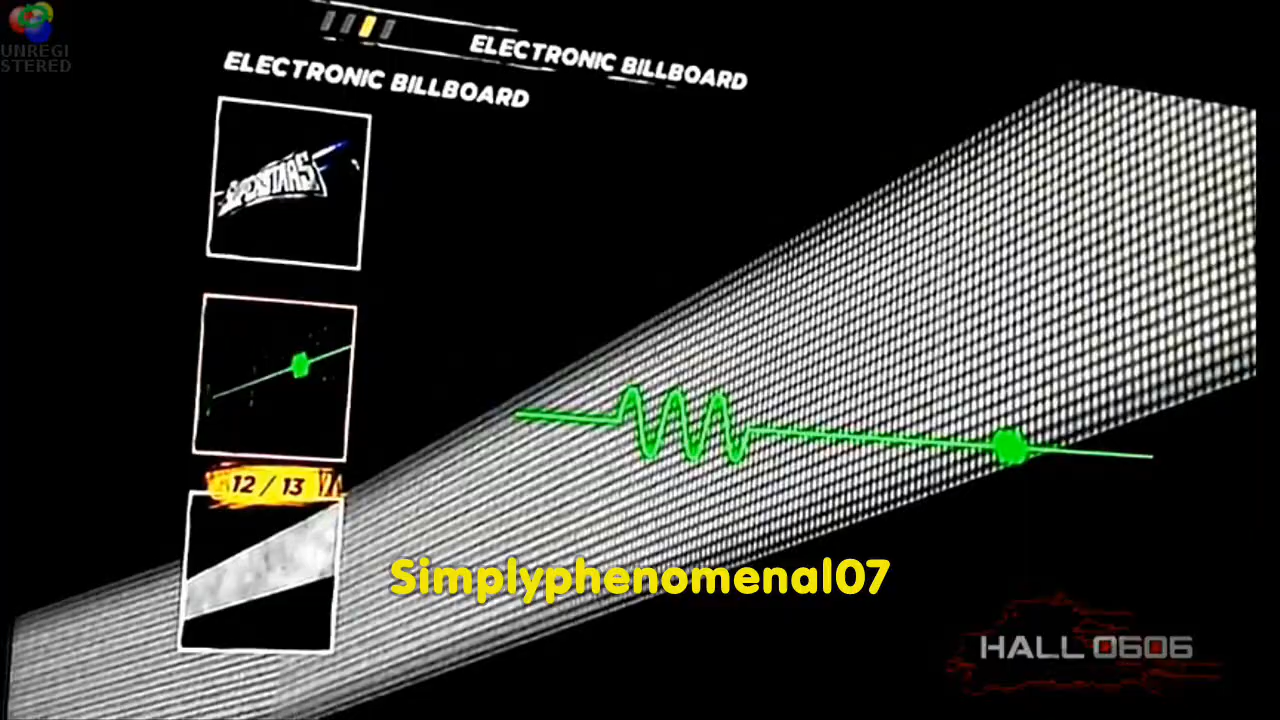 UNREGI
STERED
ELECTRONIC BILLBOARD
ELECTRONIC BILLBOARD
SUPERSTARS
12 / 13
Simplyphenomenal07
HALL 0606